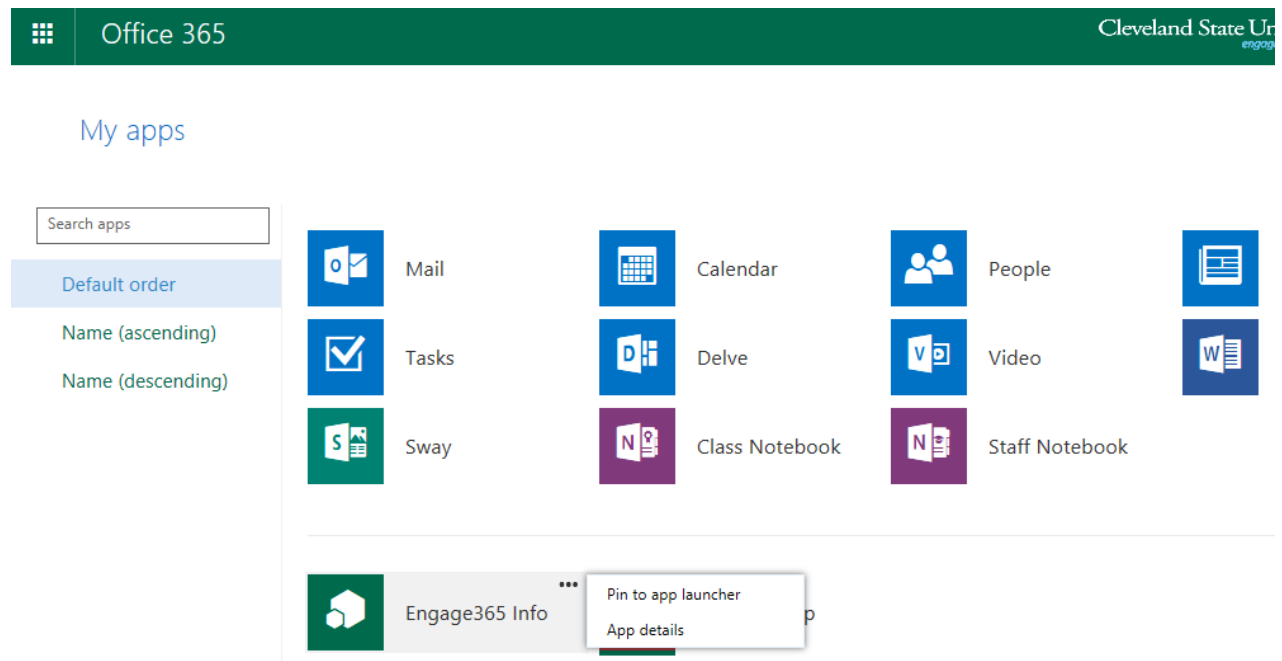 Office 365
Cleveland State
engage
My apps
Search apps
Default order
Name (ascending)
Name (descending)
Mail
Calendar
People
Tasks
Delve
Video
Sway
Class Notebook
Staff Notebook
Engage365 Info
Pin to app launcher
App details